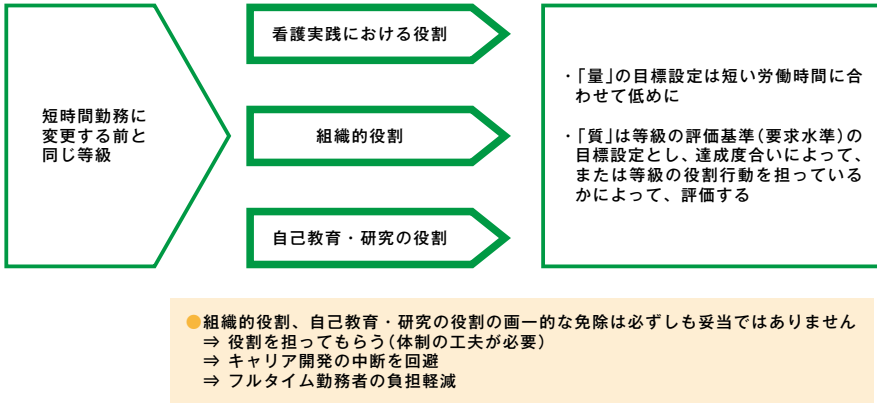 短時間勤務に
変更する前と
同じ等級
看護実践における役割
組織的役割
自己教育・研究の役割
・「量」の目標設定は短い労働時間に合
わせて低めに
・「質」は等級の評価基準（要求水準）の
目標設定とし、達成度合いによって、
または等級の役割行動を担っている
かによって、評価する
●組織的役割、自己教育・研究の役割の画一的な免除は必ずしも妥当ではありません
⇒ 役割を担ってもらう（体制の工夫が必要）
⇒ キャリア開発の中断を回避
⇒ フルタイム勤務者の負担軽減